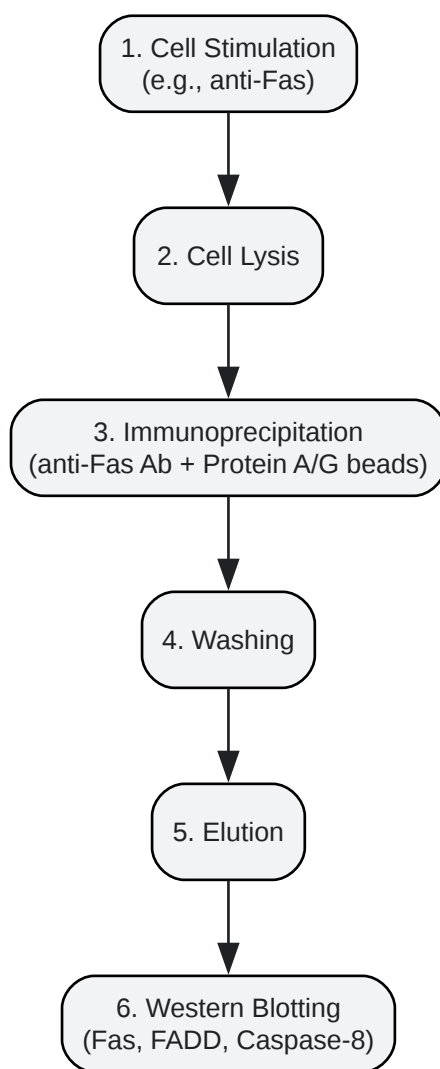 1. Cell Stimulation
(e.g., anti-Fas)
2. Cell Lysis
3. Immunoprecipitation
(anti-Fas Ab + Protein A/G beads)
4. Washing
5. Elution
6. Western Blotting
(Fas, FADD, Caspase-8)